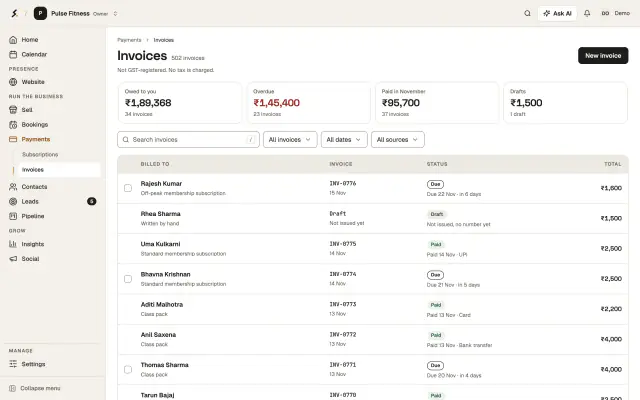 P Pulse Fitness Owner
Ask AI
GO Demo
Home
Calendar
PRESENCE
Website
RUN THE BUSINESS
Sell
Bookings
Payments
Subscriptions
Invoices
Contacts
Leads 5
Pipeline
GROW
Insights
Social
MANAGE
Settings
Collapse menu
Payments › Invoices
Invoices 502 invoices
Not GST-registered. No tax is charged.
New invoice
Owed to you
₹1,89,368
34 invoices
Overdue
₹1,45,400
23 invoices
Paid in November
₹95,700
37 invoices
Drafts
₹1,500
1 draft
Search invoices /
All invoices
All dates
All sources
BILLED TO INVOICE STATUS TOTAL
Rajesh Kumar INV-0776 Due ₹1,600
Off-peak membership subscription 15 Nov Due 22 Nov · in 6 days
Rhea Sharma Draft Draft ₹1,500
Written by hand Not issued yet Not issued, no number yet
Uma Kulkarni INV-0775 Paid ₹2,500
Standard membership subscription 14 Nov Paid 14 Nov · UPI
Bhavna Krishnan INV-0774 Due ₹2,500
Standard membership subscription 14 Nov Due 21 Nov · in 5 days
Aditi Malhotra INV-0773 Paid ₹2,200
Class pack 13 Nov Paid 13 Nov · Card
Anil Saxena INV-0772 Paid ₹4,000
Class pack 13 Nov Paid 13 Nov · Bank transfer
Thomas Sharma INV-0771 Due ₹4,000
Class pack 13 Nov Due 20 Nov · in 4 days
Tarun Bajaj INV-0770 Paid